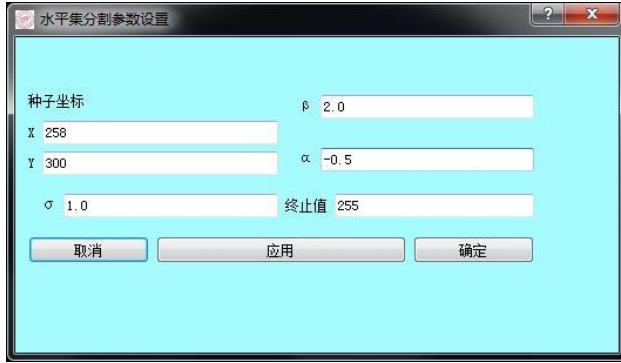 水平集分割参数设置
种子坐标
X 258
Y 300
β 2.0
α -0.5
σ 1.0
终止值 255
取消 应用 确定